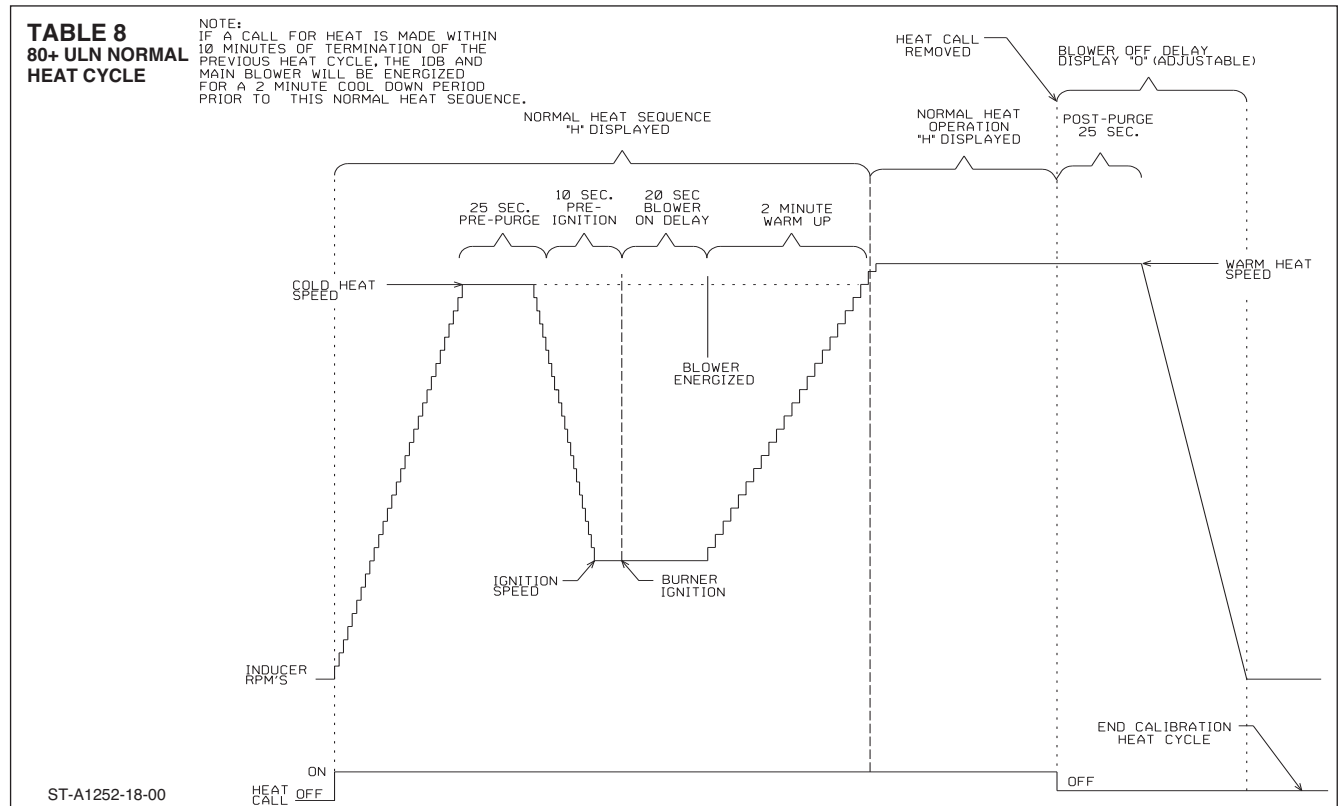 TABLE 8
80+ ULN NORMAL
HEAT CYCLE
NOTE:
IF A CALL FOR HEAT IS MADE WITHIN
10 MINUTES OF TERMINATION OF THE
PREVIOUS HEAT CYCLE, THE IDB AND
MAIN BLOWER WILL BE ENERGIZED
FOR A 2 MINUTE COOL DOWN PERIOD
PRIOR TO THIS NORMAL HEAT SEQUENCE.
HEAT CALL
REMOVED
BLOWER OFF DELAY
DISPLAY "O" (ADJUSTABLE)
NORMAL HEAT SEQUENCE
"H" DISPLAYED
NORMAL HEAT
OPERATION
"H" DISPLAYED
POST-PURGE
25 SEC.
25 SEC.
PRE-PURGE
10 SEC.
PRE-
IGNITION
20 SEC
BLOWER
ON DELAY
2 MINUTE
WARM UP
COLD HEAT
SPEED
WARM HEAT
SPEED
BLOWER
ENERGIZED
IGNITION
SPEED
BURNER
IGNITION
INDUCER
RPM'S
END CALIBRATION
HEAT CYCLE
ON
HEAT
CALL
OFF
OFF
ST-A1252-18-00